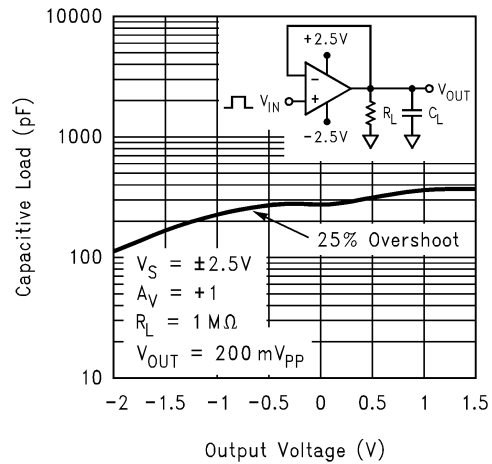 10000
1000
100
10
Capacitive Load (pF)
+2.5V
−
+
V_IN
V_OUT
R_L
C_L
−2.5V
25% Overshoot
V_S = ±2.5V
A_V = +1
R_L = 1 MΩ
V_OUT = 200 mV_PP
-2 -1.5 -1 -0.5 0 0.5 1 1.5
Output Voltage (V)